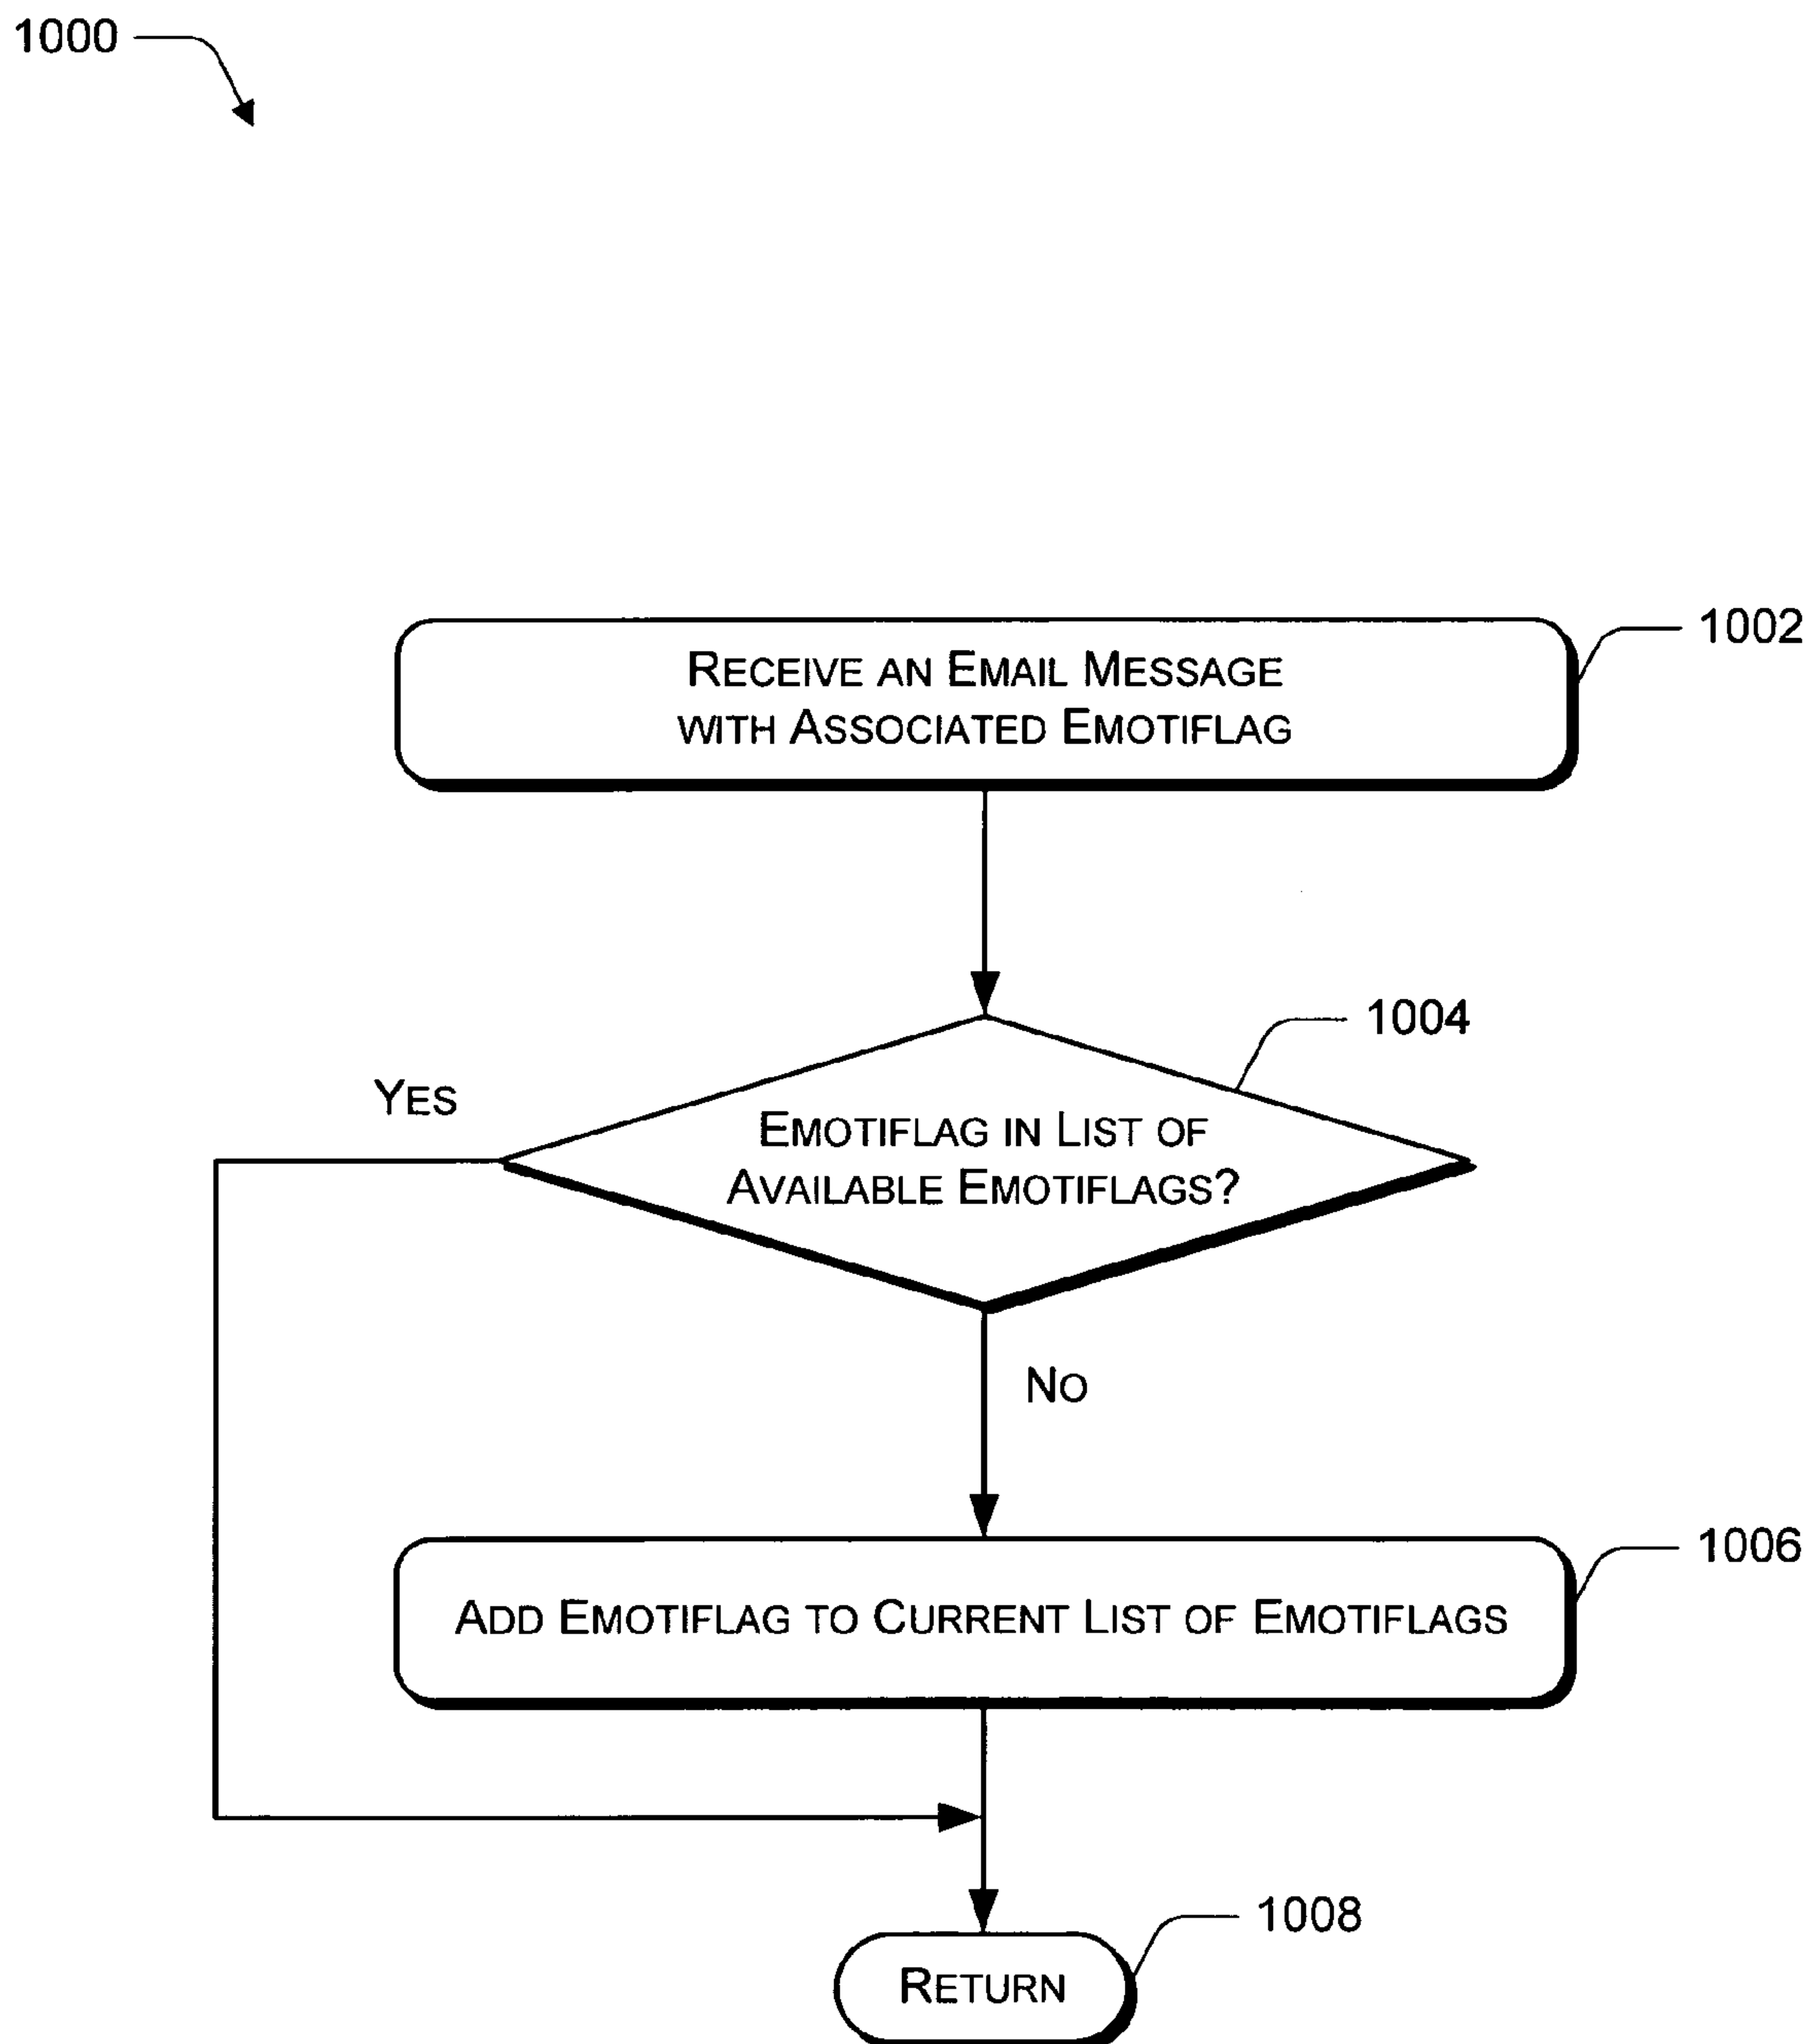 1000
RECEIVE AN EMAIL MESSAGE
WITH ASSOCIATED EMOTIFLAG
1002
1004
YES
EMOTIFLAG IN LIST OF
AVAILABLE EMOTIFLAGS?
NO
1006
ADD EMOTIFLAG TO CURRENT LIST OF EMOTIFLAGS
1008
RETURN